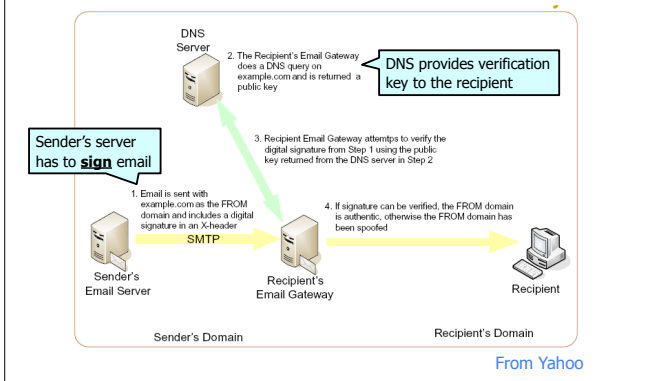 DNS
Server
2. The Recipient's Email Gateway
does a DNS query on
example.com and is returned a
public key
DNS provides verification
key to the recipient
3. Recipient Email Gateway attemtps to verify the
digital signature from Step 1 using the public
key returned from the DNS server in Step 2
Sender's server
has to sign email
1. Email is sent with
example.com as the FROM
domain and includes a digital
signature in an X-header
SMTP
4. If signature can be verified, the FROM domain
is authentic, otherwise the FROM domain has
been spoofed
Sender's
Email Server
Recipient's
Email Gateway
Recipient
Sender's Domain
Recipient's Domain
From Yahoo